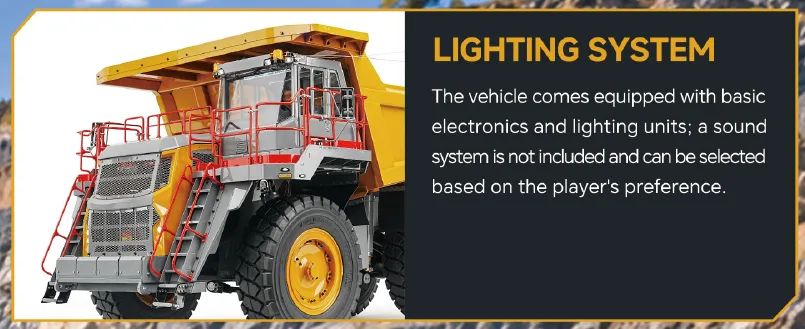 LIGHTING SYSTEM
The vehicle comes equipped with basic
electronics and lighting units; a sound
system is not included and can be selected
based on the player's preference.